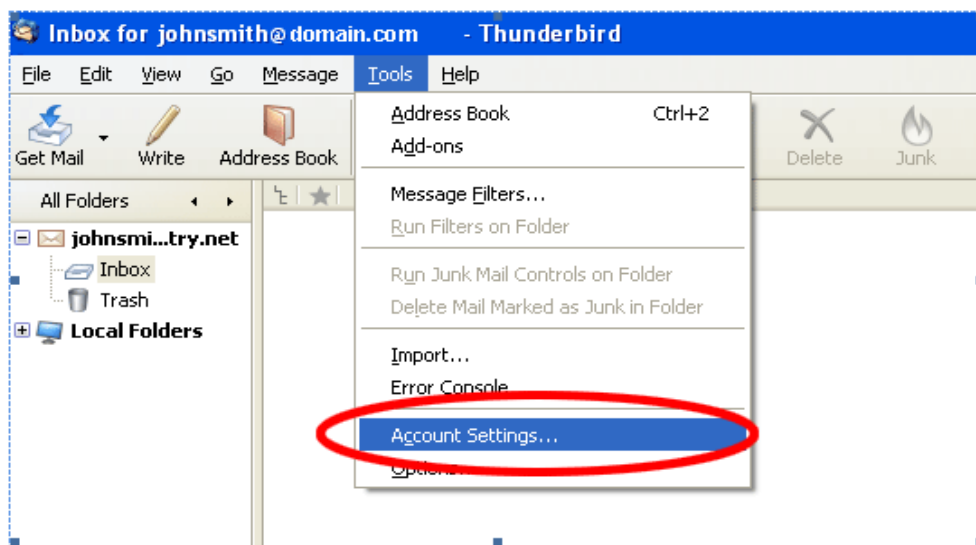 Inbox for johnsmith@domain.com - Thunderbird
File Edit View Go Message Tools Help
Get Mail Write Address Book Delete Junk
Address Book Ctrl+2
Add-ons
Message Filters...
Run Filters on Folder
Run Junk Mail Controls on Folder
Delete Mail Marked as Junk in Folder
Import...
Error Console
Account Settings...
Options...
All Folders
johnsmi...try.net
Inbox
Trash
Local Folders